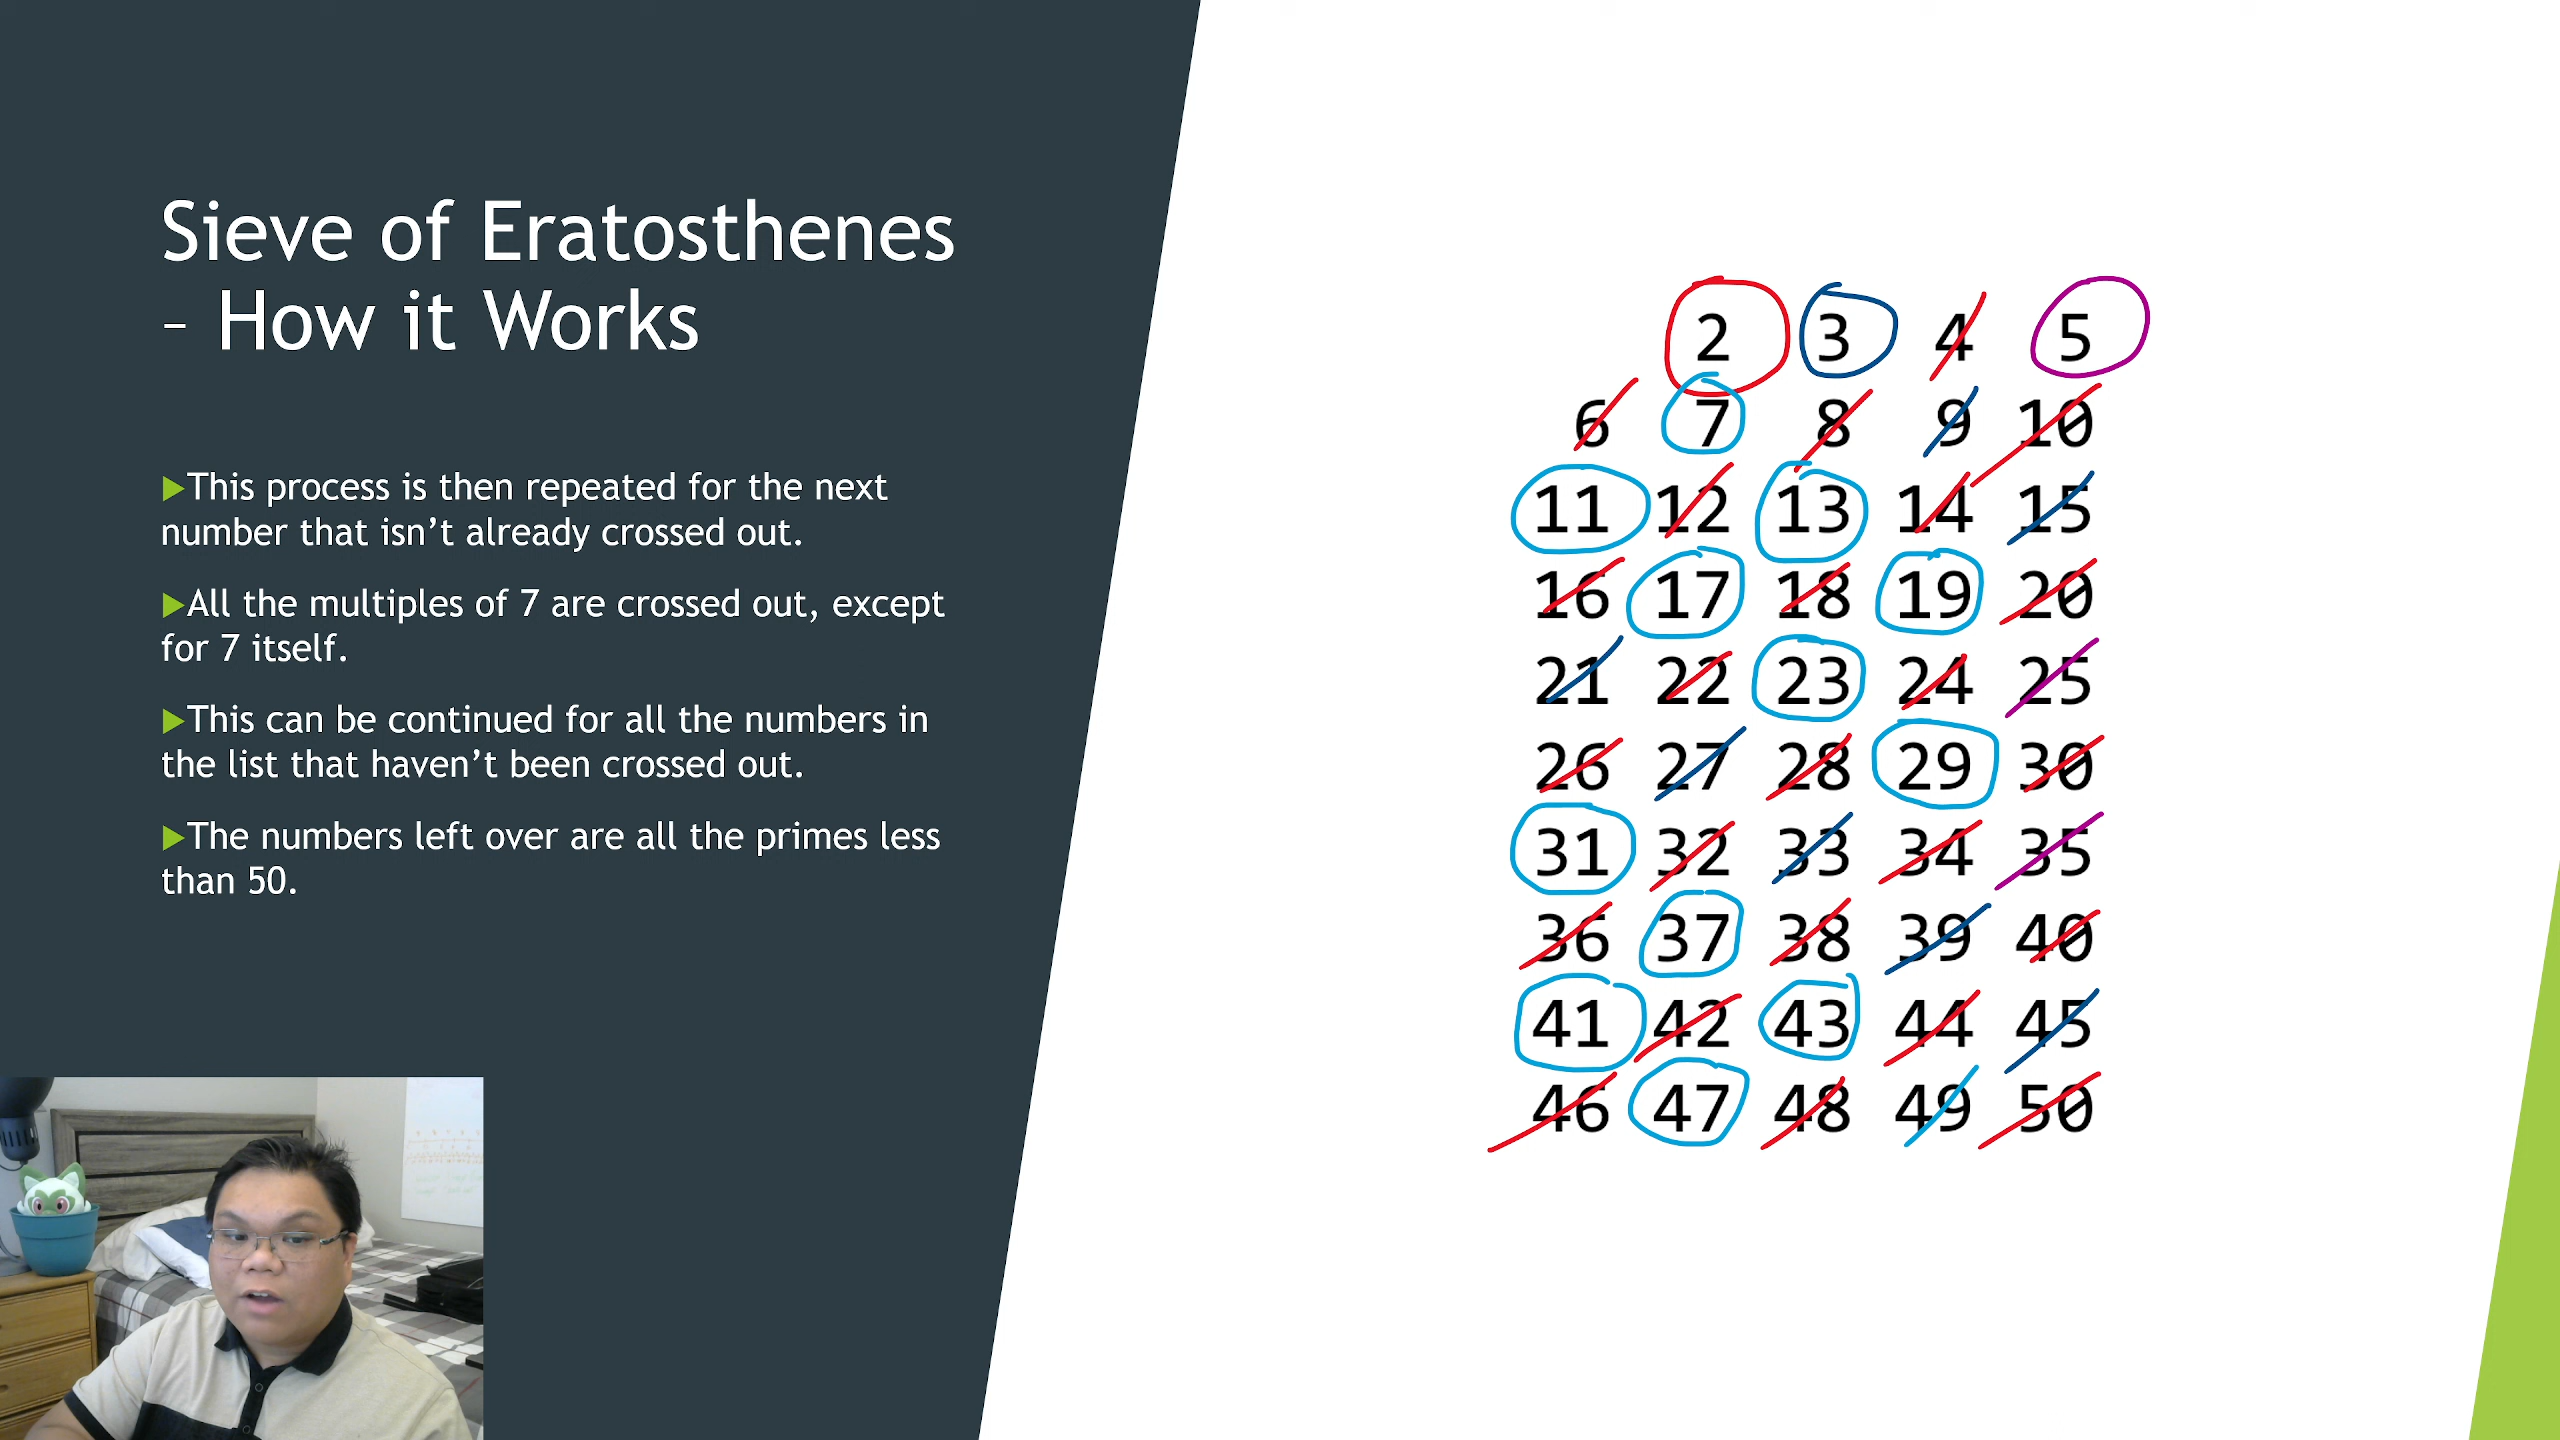 Sieve of Eratosthenes
– How it Works
This process is then repeated for the next
number that isn’t already crossed out.
All the multiples of 7 are crossed out, except
for 7 itself.
This can be continued for all the numbers in
the list that haven’t been crossed out.
The numbers left over are all the primes less
than 50.
2 3 4 5
6 7 8 9 10
11 12 13 14 15
16 17 18 19 20
21 22 23 24 25
26 27 28 29 30
31 32 33 34 35
36 37 38 39 40
41 42 43 44 45
46 47 48 49 50